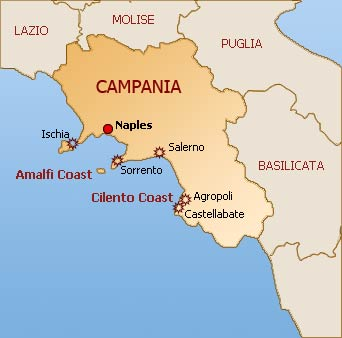 LAZIO
MOLISE
PUGLIA
CAMPANIA
Naples
Ischia
Salerno
Sorrento
Amalfi Coast
BASILICATA
Cilento Coast
Agropoli
Castellabate